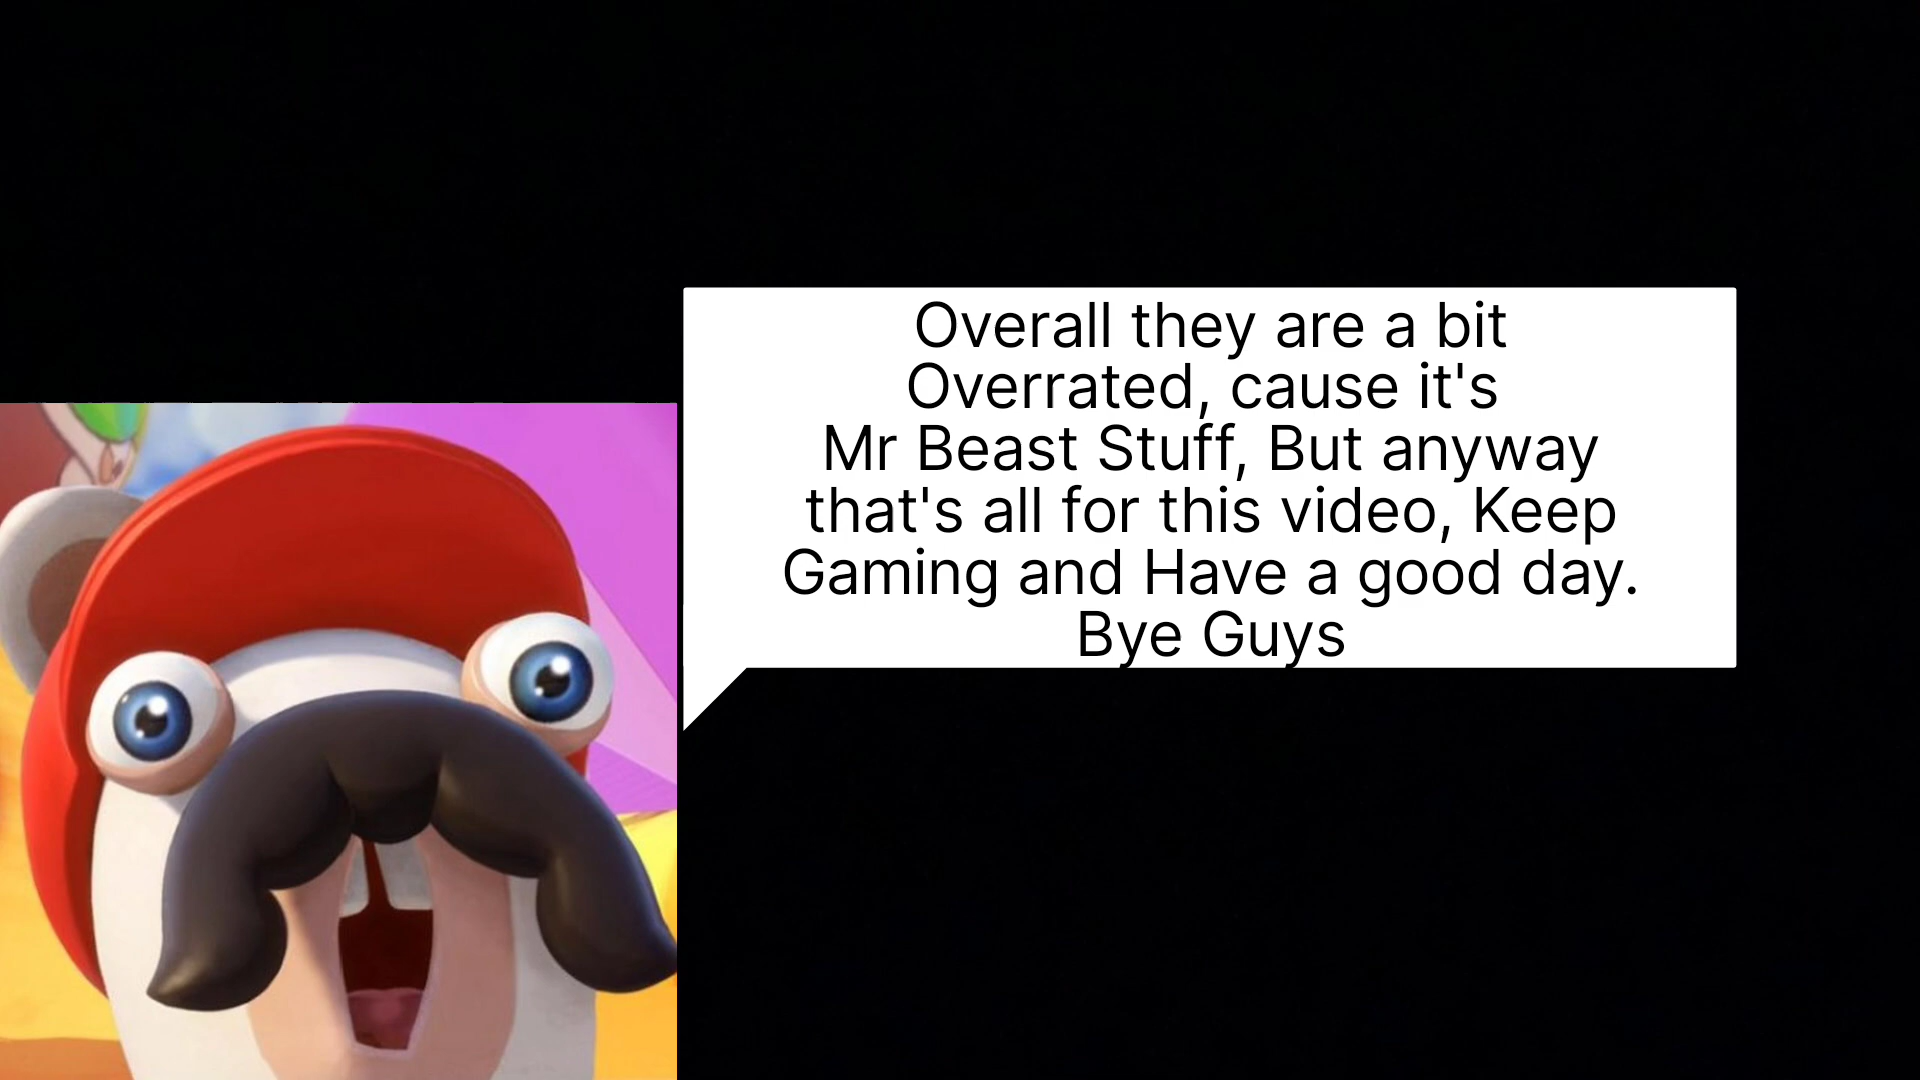 Overall they are a bit
Overrated, cause it's
Mr Beast Stuff, But anyway
that's all for this video, Keep
Gaming and Have a good day.
Bye Guys